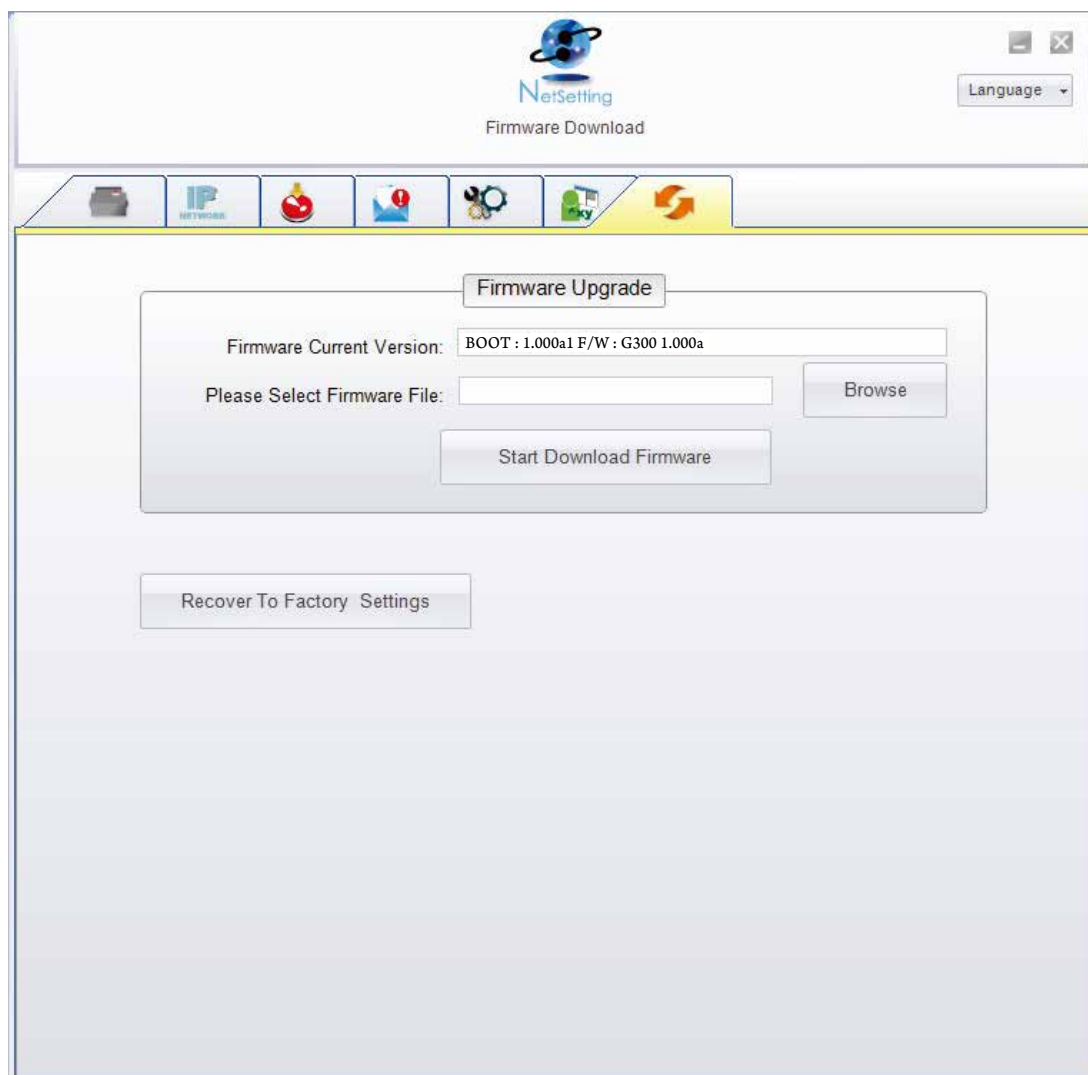 NetSetting
Language
Firmware Download
IP
NETWORK
xy
Firmware Upgrade
Firmware Current Version: BOOT : 1.000a1 F/W : G300 1.000a
Please Select Firmware File: Browse
Start Download Firmware
Recover To Factory Settings